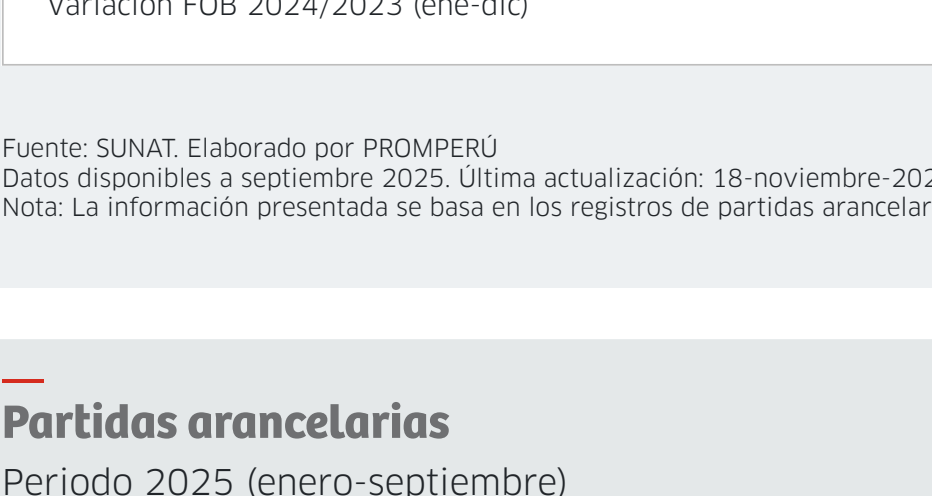 Variación FOB 2024/2023 (ene-dic)
Fuente: SUNAT. Elaborado por PROMPERÚ
Datos disponibles a septiembre 2025. Última actualización: 18-noviembre-202
Nota: La información presentada se basa en los registros de partidas arancelar
Partidas arancelarias
Periodo 2025 (enero-septiembre)